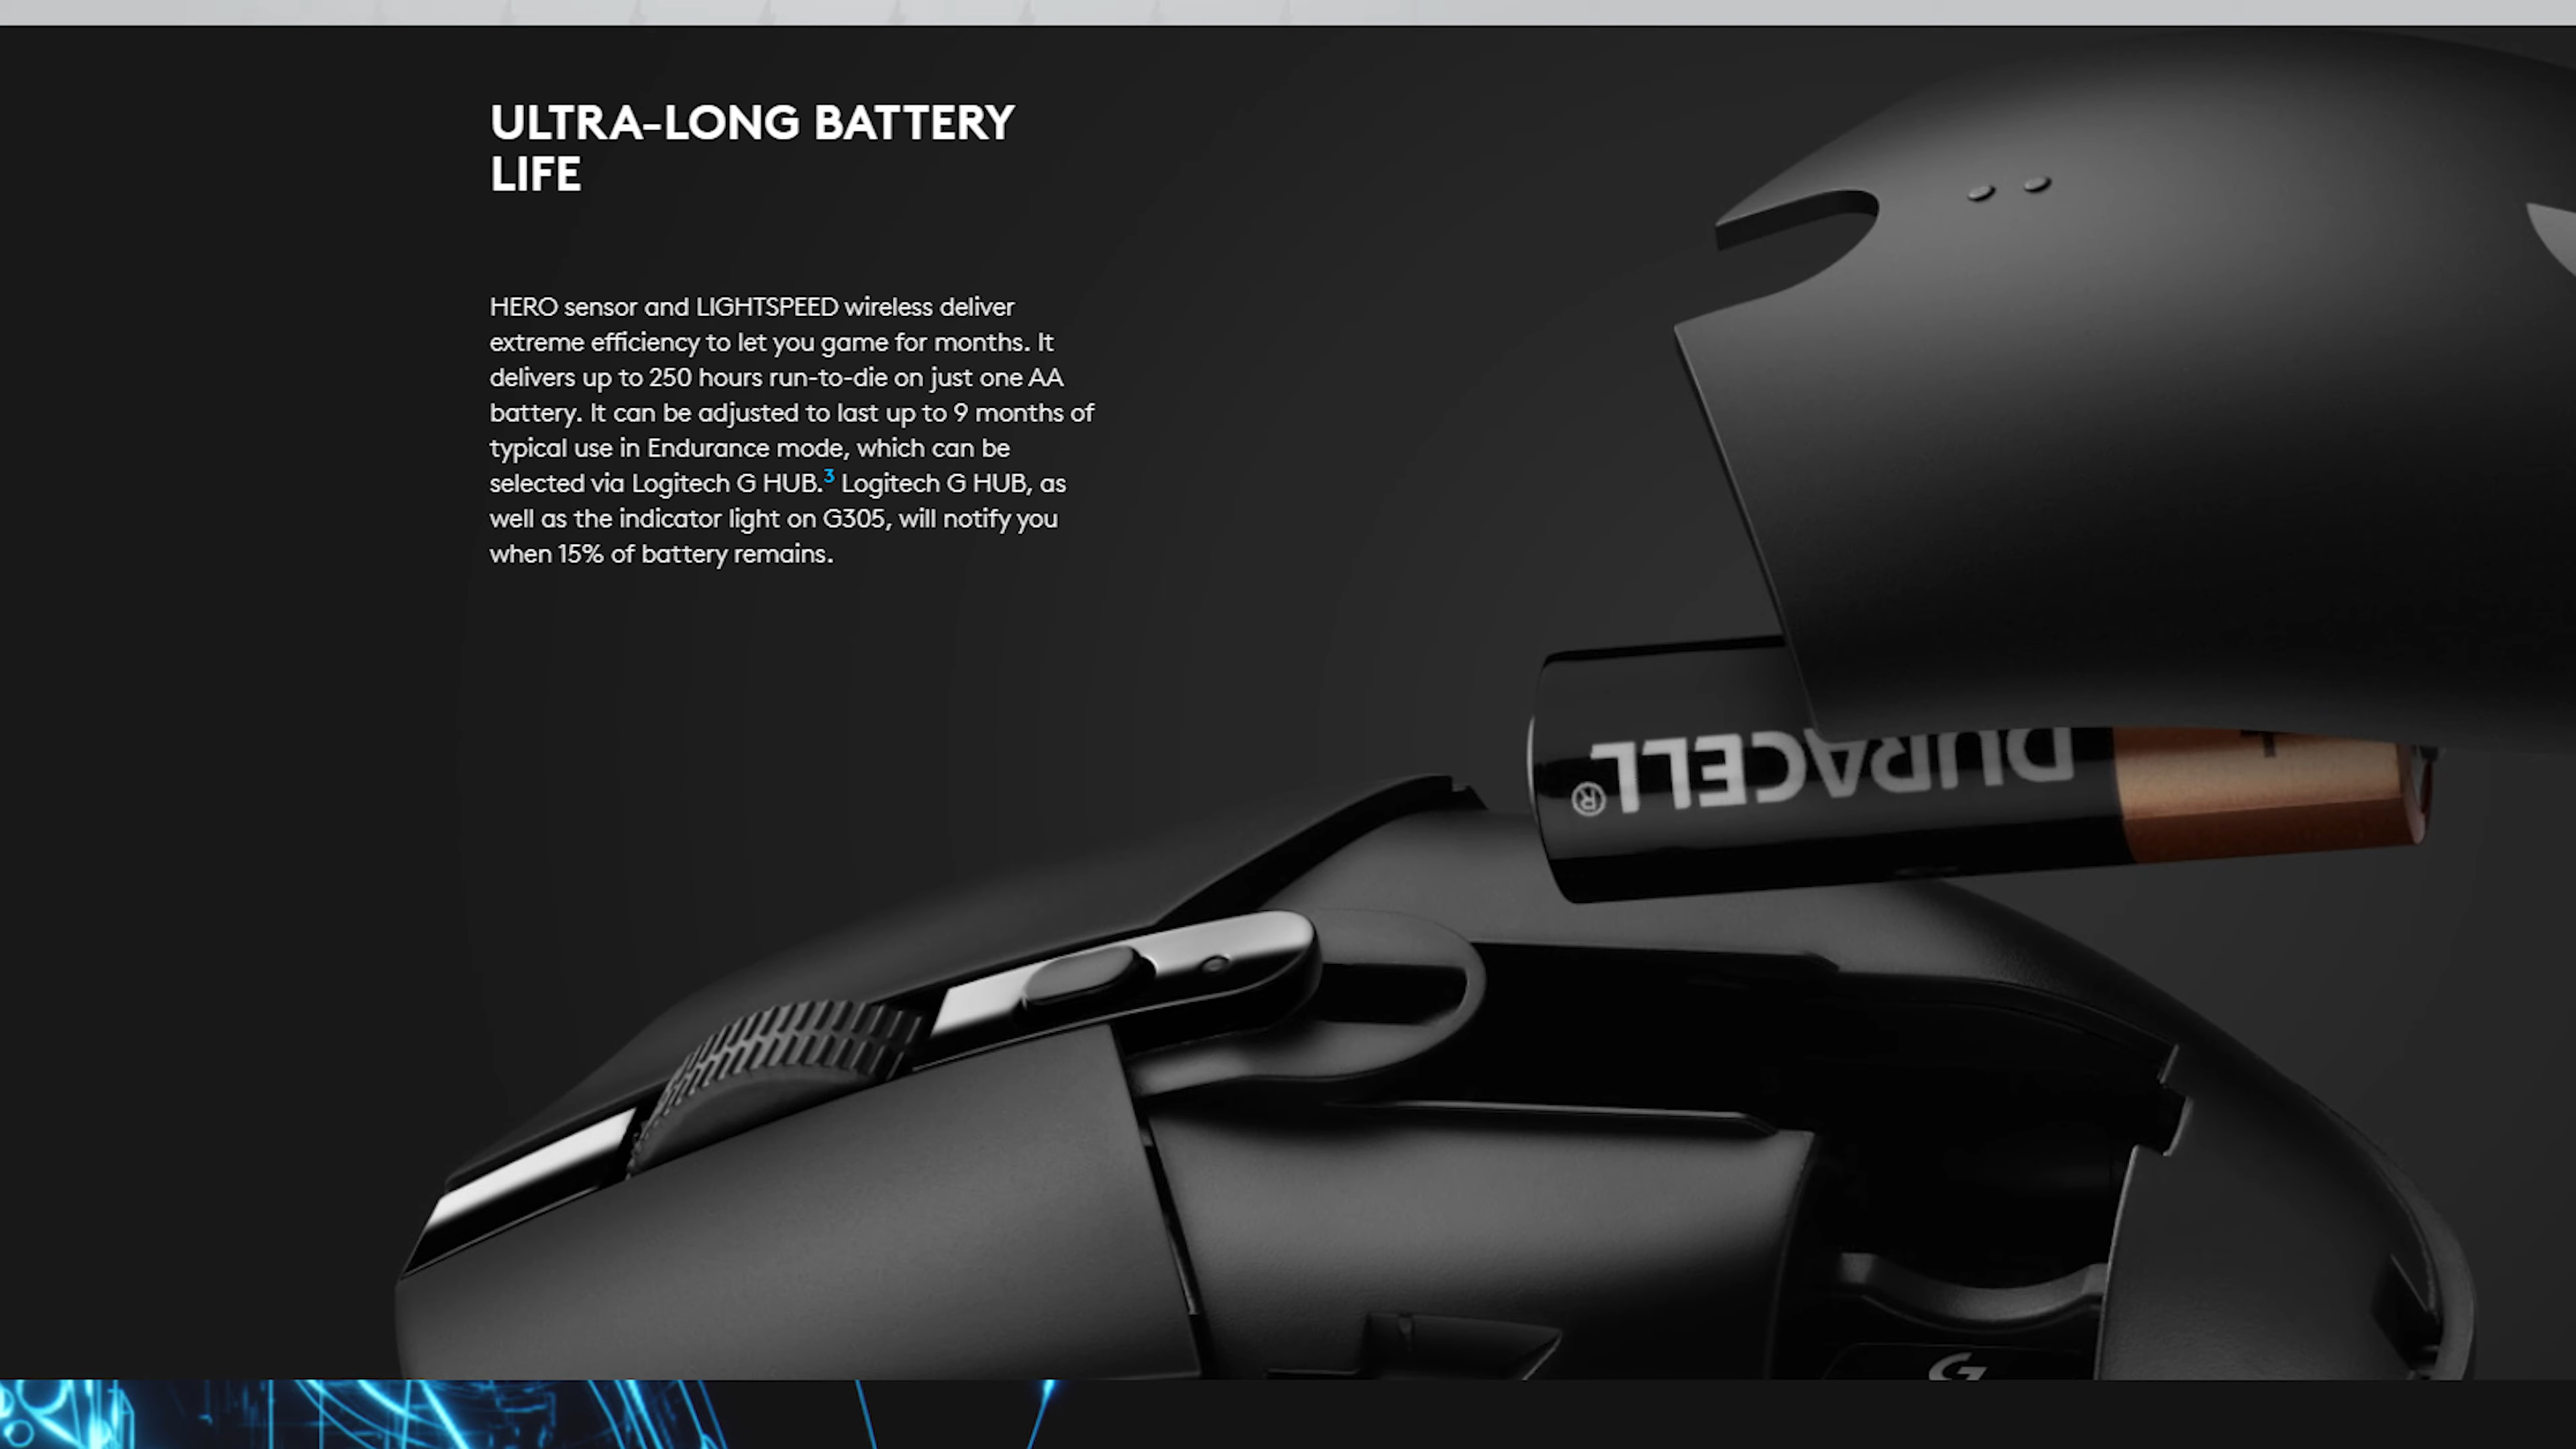 ULTRA-LONG BATTERY
LIFE
HERO sensor and LIGHTSPEED wireless deliver
extreme efficiency to let you game for months. It
delivers up to 250 hours run-to-die on just one AA
battery. It can be adjusted to last up to 9 months of
typical use in Endurance mode, which can be
selected via Logitech G HUB.³ Logitech G HUB, as
well as the indicator light on G305, will notify you
when 15% of battery remains.
DURACELL®
G